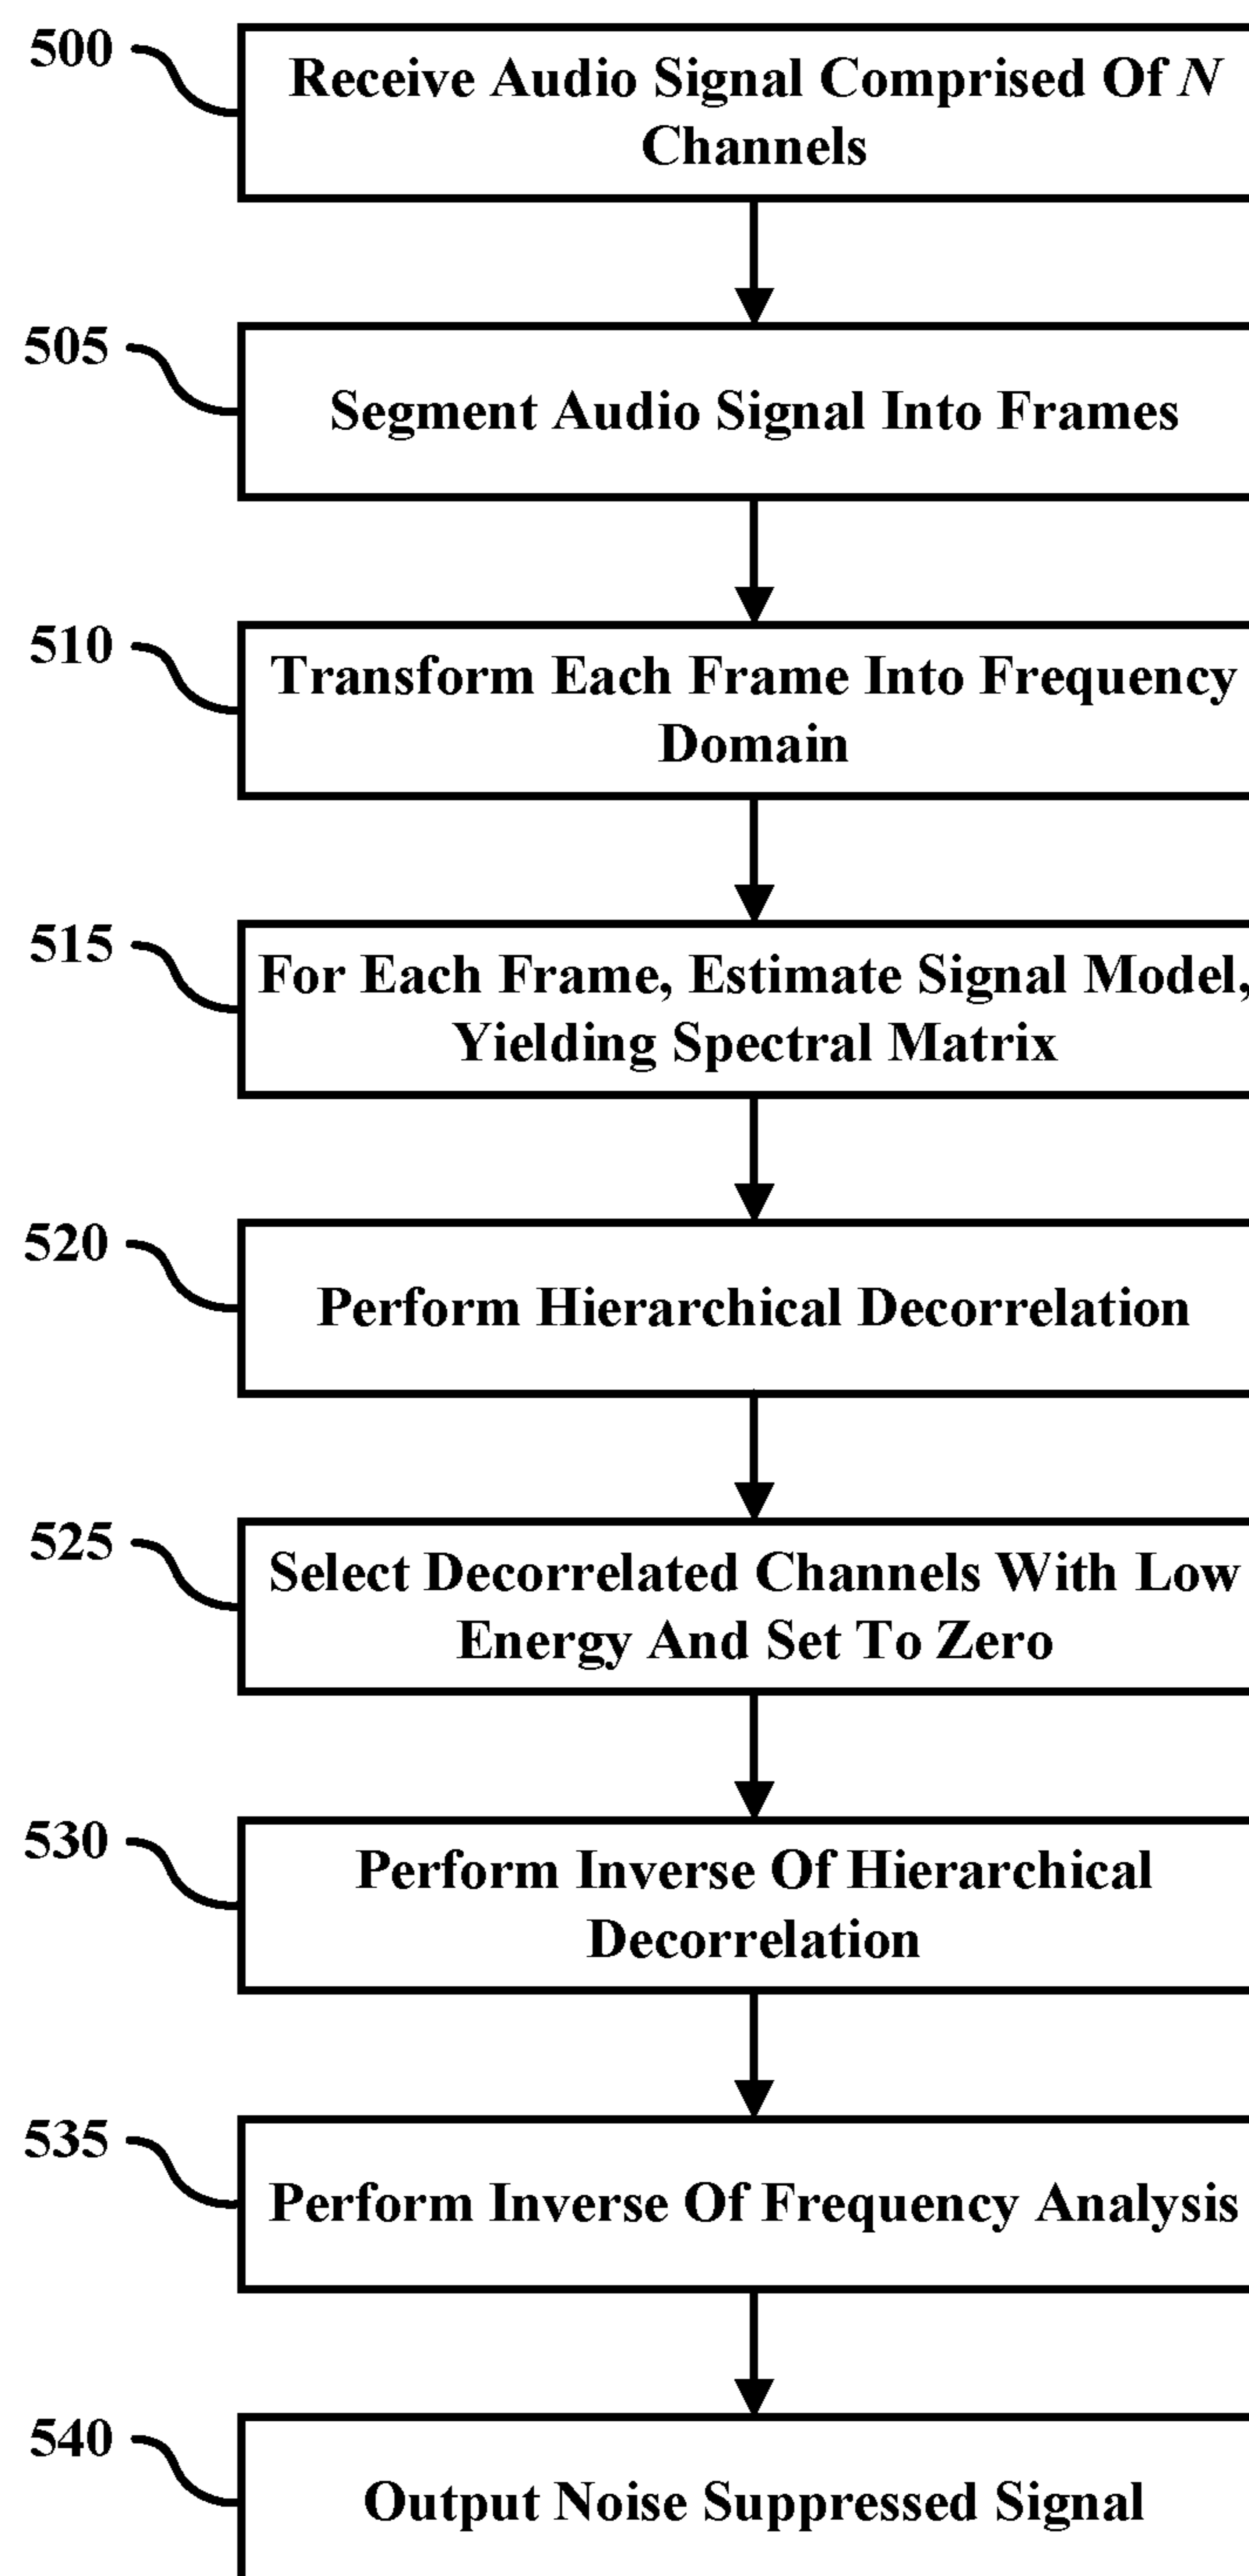 500
Receive Audio Signal Comprised Of N
Channels
505
Segment Audio Signal Into Frames
510
Transform Each Frame Into Frequency
Domain
515
For Each Frame, Estimate Signal Model,
Yielding Spectral Matrix
520
Perform Hierarchical Decorrelation
525
Select Decorrelated Channels With Low
Energy And Set To Zero
530
Perform Inverse Of Hierarchical
Decorrelation
535
Perform Inverse Of Frequency Analysis
540
Output Noise Suppressed Signal